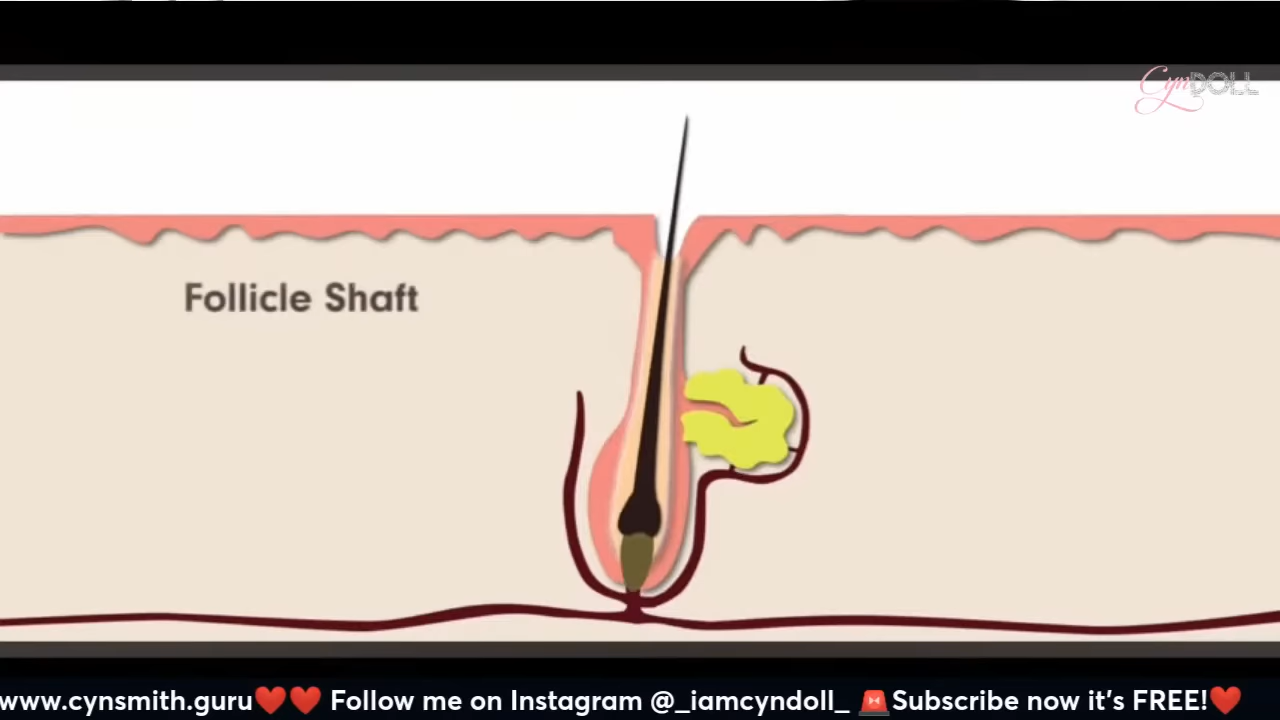 CynDOLL
Follicle Shaft
www.cynsmith.guru❤️❤️ Follow me on Instagram @_iamcyndoll_ 🚨Subscribe now it's FREE!❤️